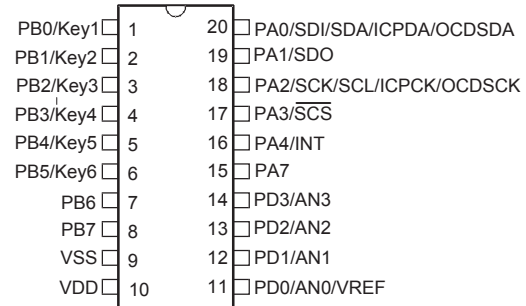 PB0/Key1 1 20 PA0/SDI/SDA/ICPDA/OCDSDA
PB1/Key2 2 19 PA1/SDO
PB2/Key3 3 18 PA2/SCK/SCL/ICPCK/OCDSCK
PB3/Key4 4 17 PA3/SCS
PB4/Key5 5 16 PA4/INT
PB5/Key6 6 15 PA7
PB6 7 14 PD3/AN3
PB7 8 13 PD2/AN2
VSS 9 12 PD1/AN1
VDD 10 11 PD0/AN0/VREF